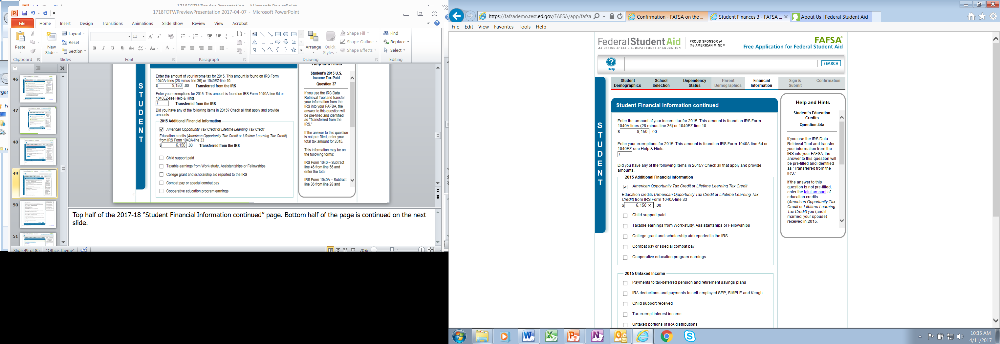 1718FOTWPreviewPresentation 2017-04-07 - Microsoft PowerPoint
File Home Insert Design Transitions Animations Slide Show Review View Acrobat
Paste
Clipboard
New Slide
Layout
Reset
Section
Slides
12
B I U S abc AV Aa A
Font
Paragraph
Arrange
Quick Styles
Shape Fill
Shape Outline
Shape Effects
Drawing
Find
Replace
Select
Editing
46
47
48
49
50
51
STUDENT
Enter the amount of your income tax for 2015. This amount is found on IRS Form
1040A-lines (28 minus line 36) or 1040EZ-line 10.
$ 9,150 .00 Transferred from the IRS
Enter your exemptions for 2015. This amount is found on IRS Form 1040A-line 6d or
1040EZ-see Help & Hints.
7 Transferred from the IRS
Did you have any of the following items in 2015? Check all that apply and provide
amounts.
2015 Additional Financial Information
American Opportunity Tax Credit or Lifetime Learning Tax Credit
Education credits (American Opportunity Tax Credit or Lifetime Learning Tax Credit)
from IRS Form 1040A-line 33
$ 6,150 .00 Transferred from the IRS
Child support paid
Taxable earnings from Work-study, Assistantships or Fellowships
College grant and scholarship aid reported to the IRS
Combat pay or special combat pay
Cooperative education program earnings
Help and Hints
Student's 2015 U.S.
Income Tax Paid
Question 37
If you use the IRS Data
Retrieval Tool and transfer
your information from the
IRS into your FAFSA, the
answer to this question will
be pre-filled and identified
as "Transferred from the
IRS."
If the answer to this question
is not pre-filled, enter your
total tax amount for 2015.
This information may be on
the following forms:
IRS Form 1040 – Subtract
line 46 from line 56 and
enter the total
IRS Form 1040A – Subtract
line 36 from line 28 and
Top half of the 2017-18 “Student Financial Information continued” page. Bottom half of the page is continued on the next
slide.
Slide 49 of 85 "Office Theme" 70%
https://fafsademo.test.ed.gov/FAFSA/app/fafsa
Confirmation - FAFSA on the ...
Student Finances 3 - FAFSA ...
About Us | Federal Student Aid
File Edit View Favorites Tools Help
Federal Student Aid
An OFFICE of the U.S. DEPARTMENT of EDUCATION
PROUD SPONSOR of
the AMERICAN MIND®
FAFSA®
Free Application for Federal Student Aid
? Help
SEARCH
Student Demographics
School Selection
Dependency Status
Parent Demographics
Financial Information
Sign & Submit
Confirmation
STUDENT
Student Financial Information continued
Enter the amount of your income tax for 2015. This amount is found on IRS Form
1040A-lines (28 minus line 36) or 1040EZ-line 10.
$ 9,150 .00
Enter your exemptions for 2015. This amount is found on IRS Form 1040A-line 6d or
1040EZ-see Help & Hints.
7
Did you have any of the following items in 2015? Check all that apply and provide
amounts.
2015 Additional Financial Information
American Opportunity Tax Credit or Lifetime Learning Tax Credit
Education credits (American Opportunity Tax Credit or Lifetime Learning Tax
Credit) from IRS Form 1040A-line 33
$ 6,150 × .00
Child support paid
Taxable earnings from Work-study, Assistantships or Fellowships
College grant and scholarship aid reported to the IRS
Combat pay or special combat pay
Cooperative education program earnings
2015 Untaxed Income
Payments to tax-deferred pension and retirement savings plans
IRA deductions and payments to self-employed SEP, SIMPLE and Keogh
Child support received
Tax exempt interest income
Untaxed portions of IRA distributions
Help and Hints
Student's Education
Credits
Question 44a
If you use the IRS Data
Retrieval Tool and transfer
your information from the
IRS into your FAFSA, the
answer to this question will
be pre-filled and identified
as "Transferred from the
IRS."
If the answer to this
question is not pre-filled,
enter the total amount of
education credits
(American Opportunity Tax
Credit or Lifetime Learning
Tax Credit) you (and if
married, your spouse)
received in 2015.
10:35 AM
4/11/2017